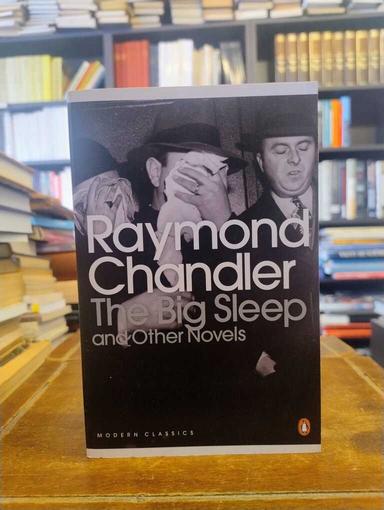 Raymond
Chandler
The Big Sleep
and Other Novels
MODERN CLASSICS